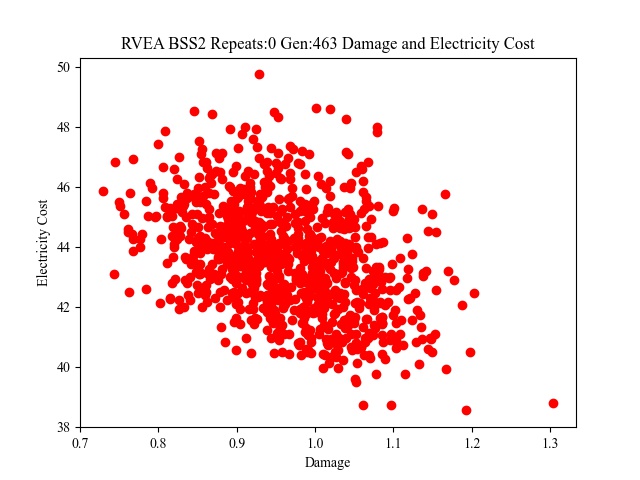 RVEA BSS2 Repeats:0 Gen:463 Damage and Electricity Cost
50
48
46
44
42
40
38
Electricity Cost
0.7 0.8 0.9 1.0 1.1 1.2 1.3
Damage